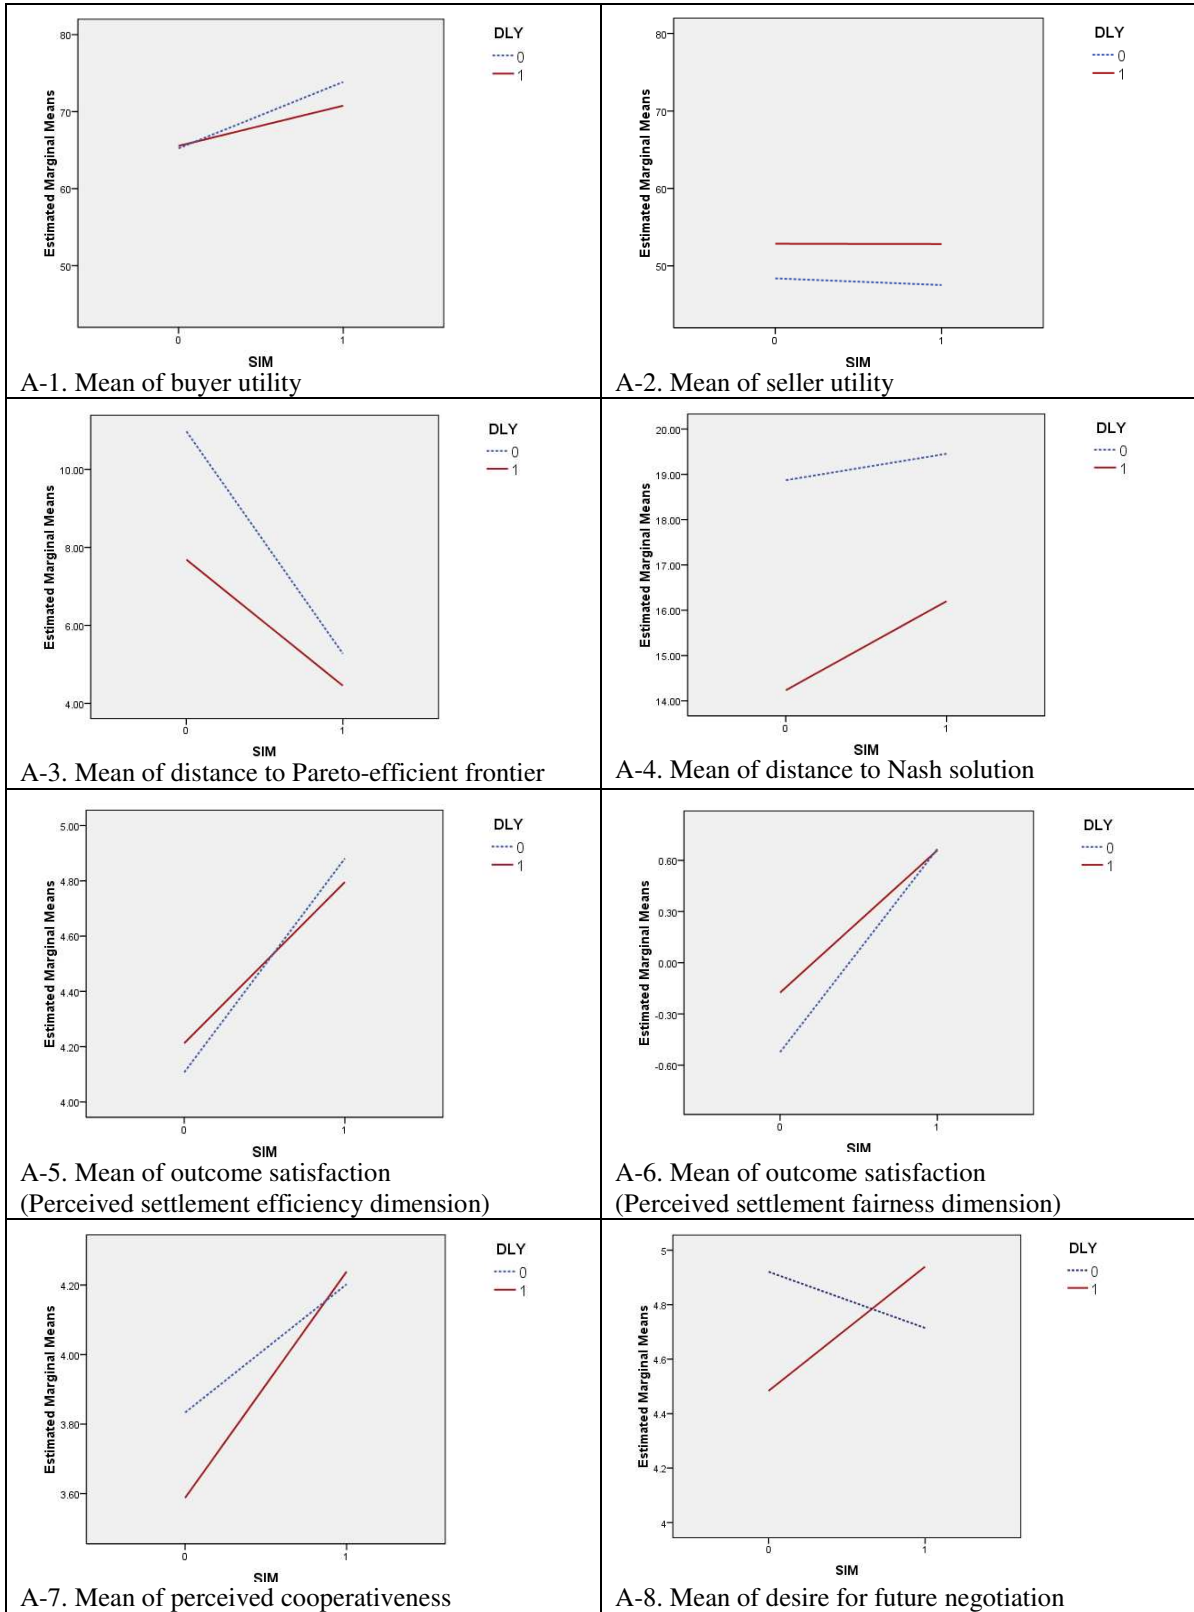 80
70
60
50
Estimated Marginal Means
0
1
SIM
DLY
0
1
A-1. Mean of buyer utility
80
70
60
50
Estimated Marginal Means
0
1
SIM
DLY
0
1
A-2. Mean of seller utility
10.00
8.00
6.00
4.00
Estimated Marginal Means
0
1
SIM
DLY
0
1
A-3. Mean of distance to Pareto-efficient frontier
20.00
19.00
18.00
17.00
16.00
15.00
14.00
Estimated Marginal Means
0
1
SIM
DLY
0
1
A-4. Mean of distance to Nash solution
5.00
4.80
4.60
4.40
4.20
4.00
Estimated Marginal Means
0
1
SIM
DLY
0
1
A-5. Mean of outcome satisfaction
(Perceived settlement efficiency dimension)
0.60
0.30
0.00
-0.30
-0.60
Estimated Marginal Means
0
1
SIM
DLY
0
1
A-6. Mean of outcome satisfaction
(Perceived settlement fairness dimension)
4.20
4.00
3.80
3.60
Estimated Marginal Means
0
1
SIM
DLY
0
1
A-7. Mean of perceived cooperativeness
5
4.8
4.6
4.4
4.2
4
Estimated Marginal Means
0
1
SIM
DLY
0
1
A-8. Mean of desire for future negotiation